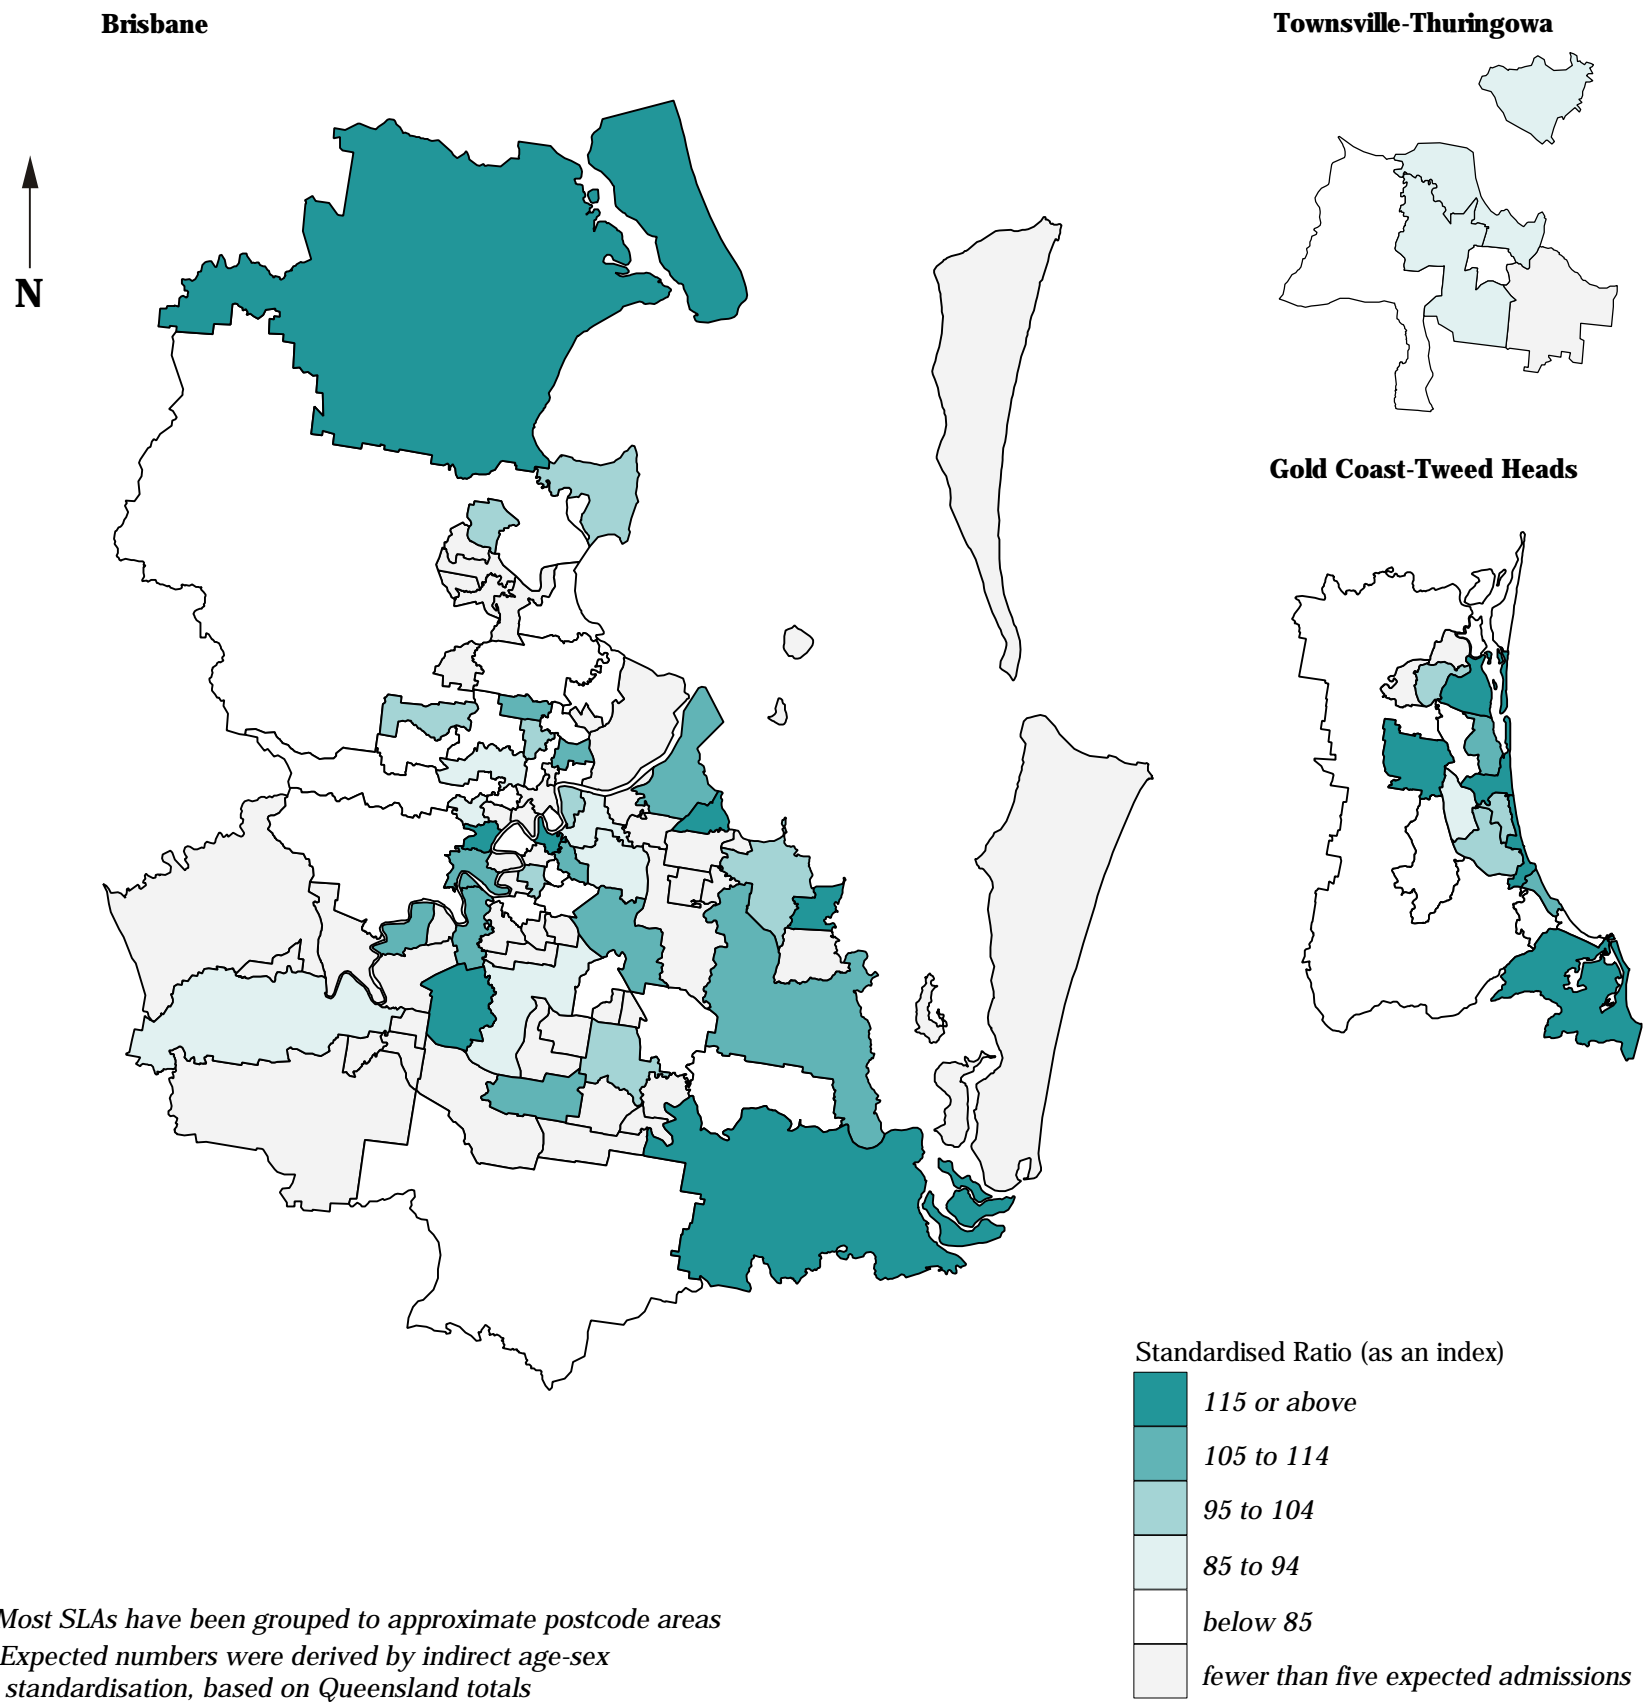 Brisbane
Townsville-Thuringowa
N
Gold Coast-Tweed Heads
Standardised Ratio (as an index)
115 or above
105 to 114
95 to 104
85 to 94
below 85
fewer than five expected admissions
Most SLAs have been grouped to approximate postcode areas
Expected numbers were derived by indirect age-sex
standardisation, based on Queensland totals